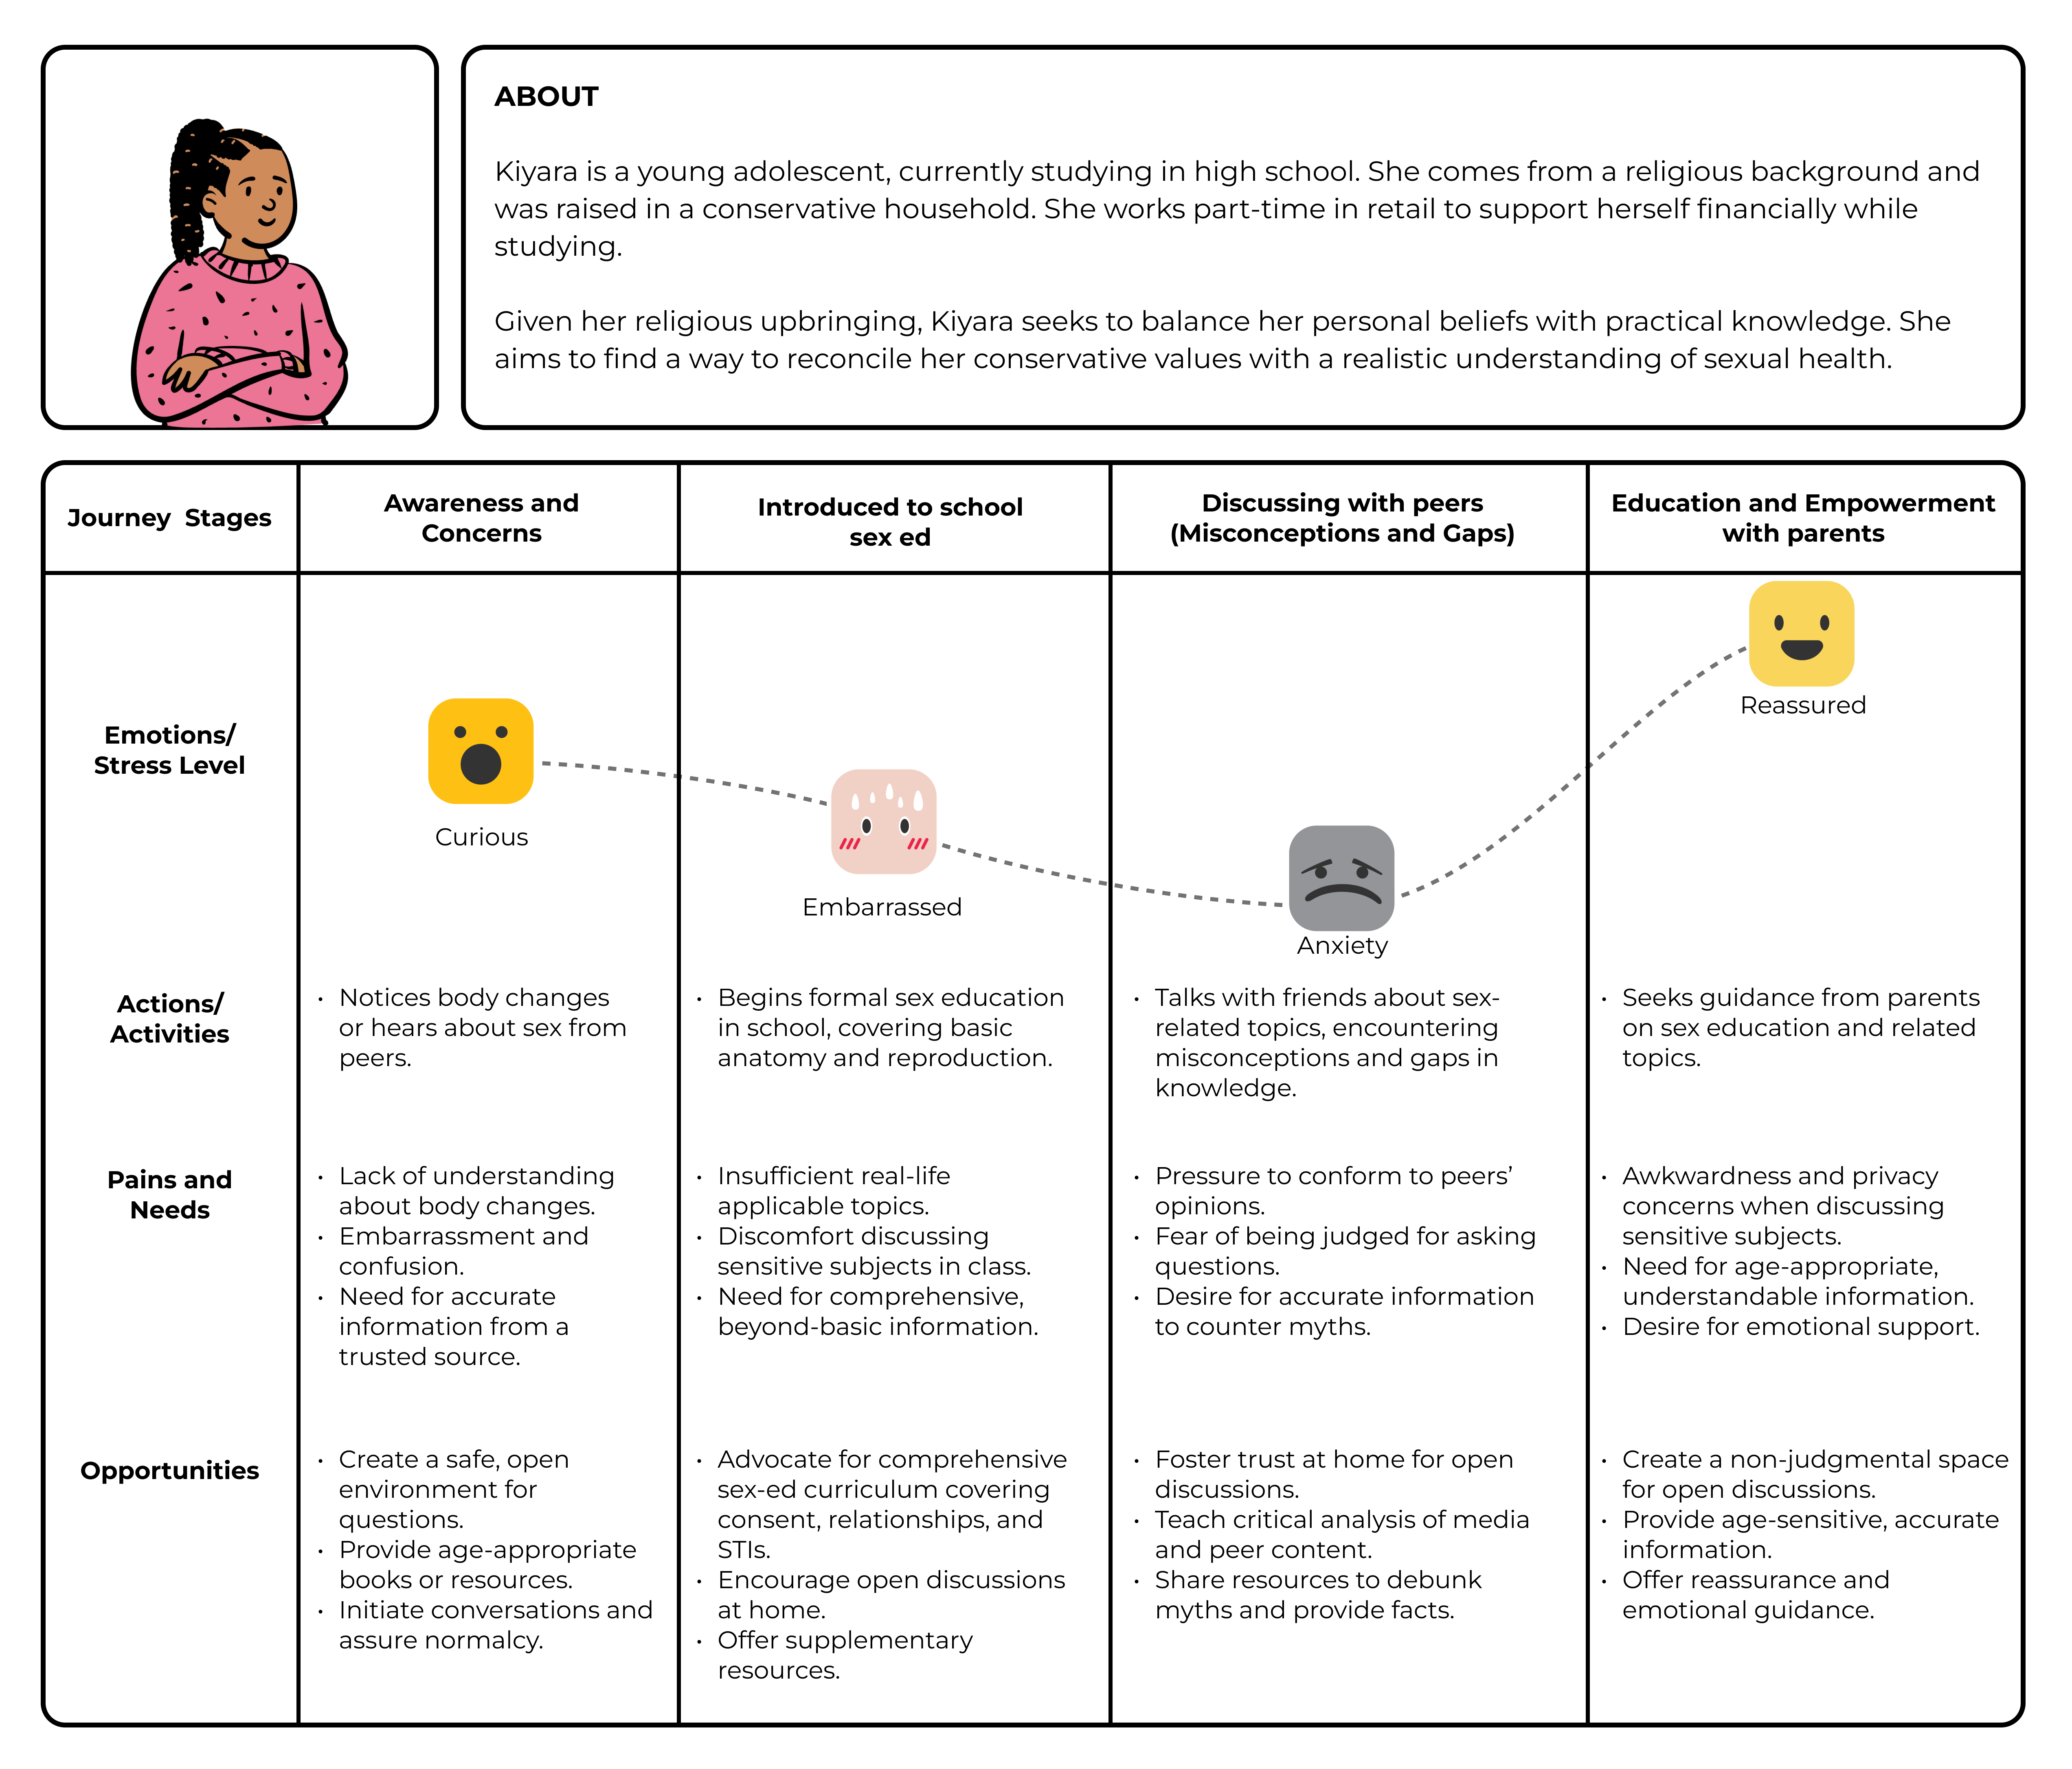 ABOUT
Kiyara is a young adolescent, currently studying in high school. She comes from a religious background and
was raised in a conservative household. She works part-time in retail to support herself financially while
studying.
Given her religious upbringing, Kiyara seeks to balance her personal beliefs with practical knowledge. She
aims to find a way to reconcile her conservative values with a realistic understanding of sexual health.
Journey Stages
Awareness and
Concerns
Introduced to school
sex ed
Discussing with peers
(Misconceptions and Gaps)
Education and Empowerment
with parents
Emotions/
Stress Level
Curious
Embarrassed
Anxiety
Reassured
Actions/
Activities
• Notices body changes
or hears about sex from
peers.
• Begins formal sex education
in school, covering basic
anatomy and reproduction.
• Talks with friends about sex-
related topics, encountering
misconceptions and gaps in
knowledge.
• Seeks guidance from parents
on sex education and related
topics.
Pains and
Needs
• Lack of understanding
about body changes.
• Embarrassment and
confusion.
• Need for accurate
information from a
trusted source.
• Insufficient real-life
applicable topics.
• Discomfort discussing
sensitive subjects in class.
• Need for comprehensive,
beyond-basic information.
• Pressure to conform to peers’
opinions.
• Fear of being judged for asking
questions.
• Desire for accurate information
to counter myths.
• Awkwardness and privacy
concerns when discussing
sensitive subjects.
• Need for age-appropriate,
understandable information.
• Desire for emotional support.
Opportunities
• Create a safe, open
environment for
questions.
• Provide age-appropriate
books or resources.
• Initiate conversations and
assure normalcy.
• Advocate for comprehensive
sex-ed curriculum covering
consent, relationships, and
STIs.
• Encourage open discussions
at home.
• Offer supplementary
resources.
• Foster trust at home for open
discussions.
• Teach critical analysis of media
and peer content.
• Share resources to debunk
myths and provide facts.
• Create a non-judgmental space
for open discussions.
• Provide age-sensitive, accurate
information.
• Offer reassurance and
emotional guidance.